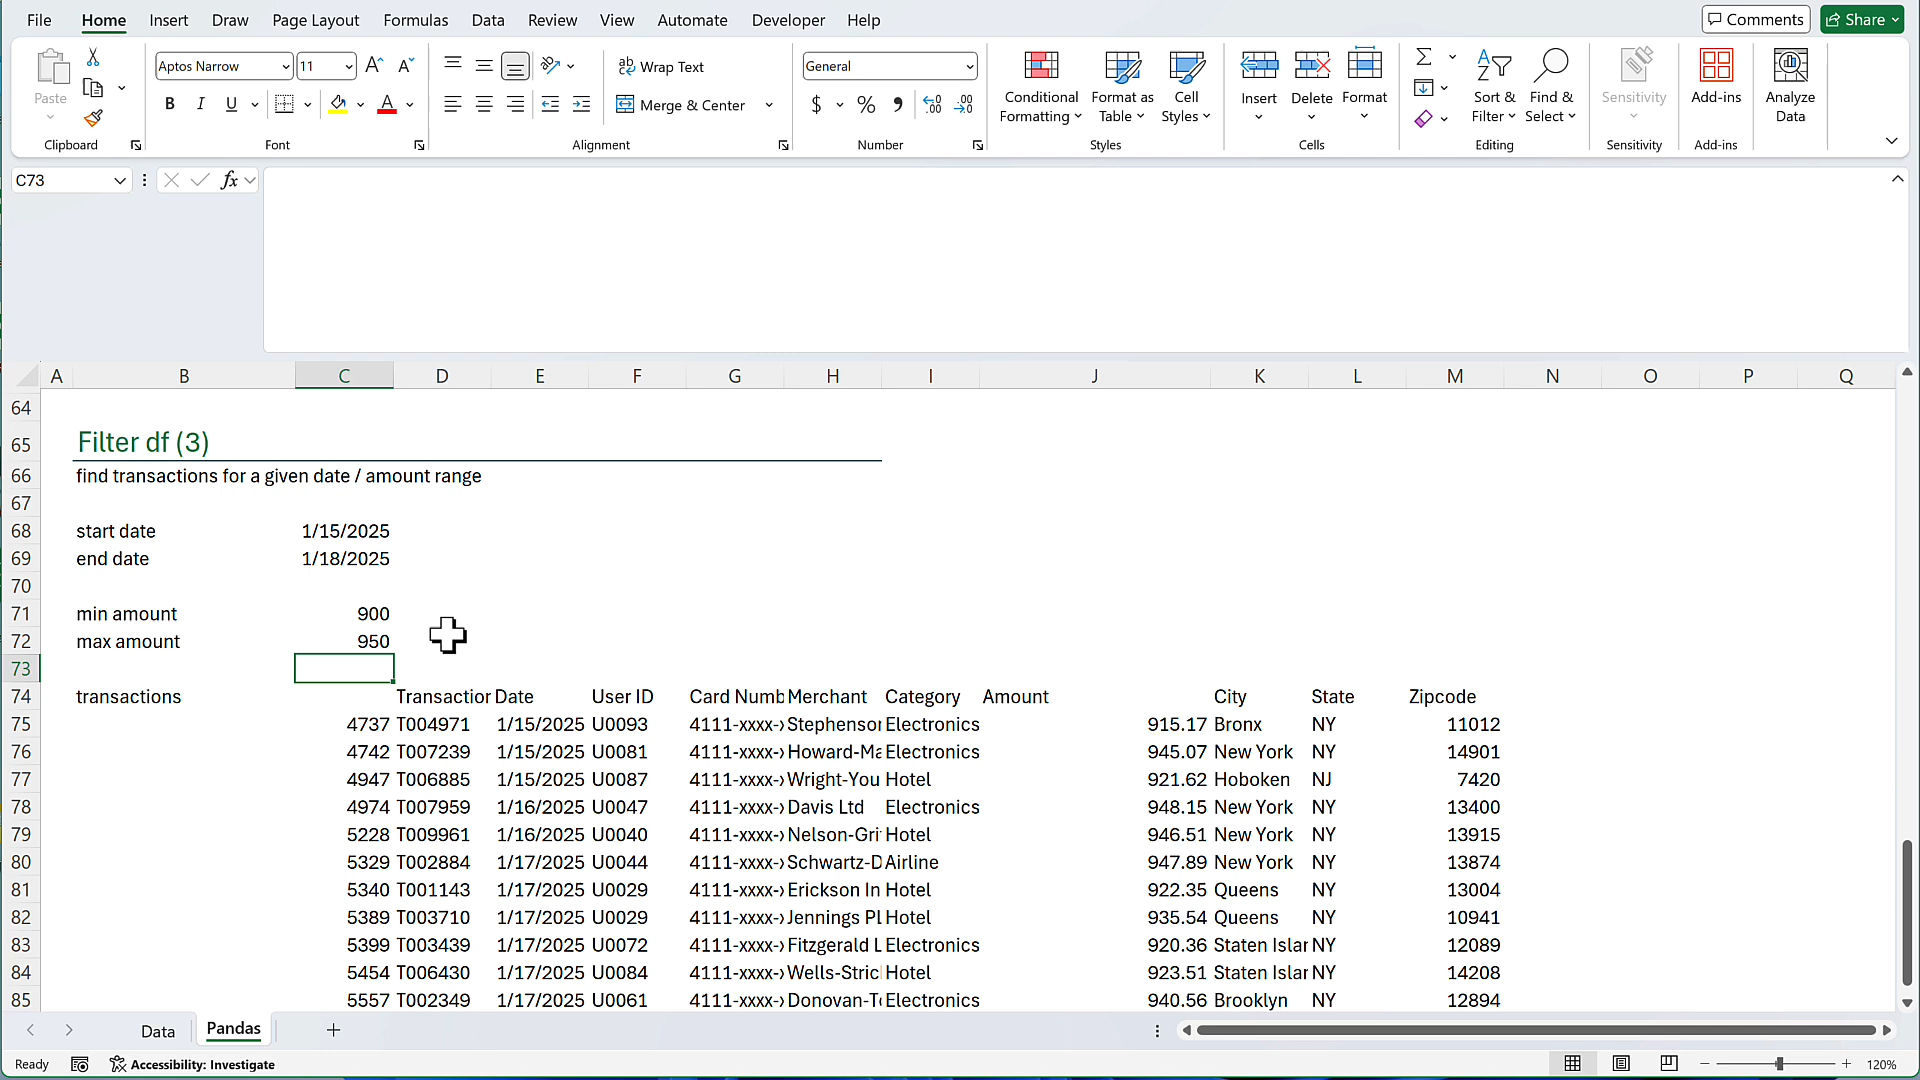 File Home Insert Draw Page Layout Formulas Data Review View Automate Developer Help Comments Share
Aptos Narrow 11 Wrap Text General
Paste B I U Merge & Center $ % Conditional Formatting Format as Table Cell Styles Insert Delete Format Sort & Filter Find & Select Sensitivity Add-ins Analyze Data
Clipboard Font Alignment Number Styles Cells Editing Sensitivity Add-ins
C73 fx
A B C D E F G H I J K L M N O P Q
64
65 Filter df (3)
66 find transactions for a given date / amount range
67
68 start date 1/15/2025
69 end date 1/18/2025
70
71 min amount 900
72 max amount 950
73
74 transactions Transaction Date User ID Card Numb Merchant Category Amount City State Zipcode
75 4737 T004971 1/15/2025 U0093 4111-xxxx-x Stephenson Electronics 915.17 Bronx NY 11012
76 4742 T007239 1/15/2025 U0081 4111-xxxx-x Howard-Ma Electronics 945.07 New York NY 14901
77 4947 T006885 1/15/2025 U0087 4111-xxxx-x Wright-You Hotel 921.62 Hoboken NJ 7420
78 4974 T007959 1/16/2025 U0047 4111-xxxx-x Davis Ltd Electronics 948.15 New York NY 13400
79 5228 T009961 1/16/2025 U0040 4111-xxxx-x Nelson-Gri Hotel 946.51 New York NY 13915
80 5329 T002884 1/17/2025 U0044 4111-xxxx-x Schwartz-D Airline 947.89 New York NY 13874
81 5340 T001143 1/17/2025 U0029 4111-xxxx-x Erickson In Hotel 922.35 Queens NY 13004
82 5389 T003710 1/17/2025 U0029 4111-xxxx-x Jennings Pl Hotel 935.54 Queens NY 10941
83 5399 T003439 1/17/2025 U0072 4111-xxxx-x Fitzgerald L Electronics 920.36 Staten Islan NY 12089
84 5454 T006430 1/17/2025 U0084 4111-xxxx-x Wells-Stric Hotel 923.51 Staten Islan NY 14208
85 5557 T002349 1/17/2025 U0061 4111-xxxx-x Donovan-T Electronics 940.56 Brooklyn NY 12894
Data Pandas
Ready Accessibility: Investigate 120%